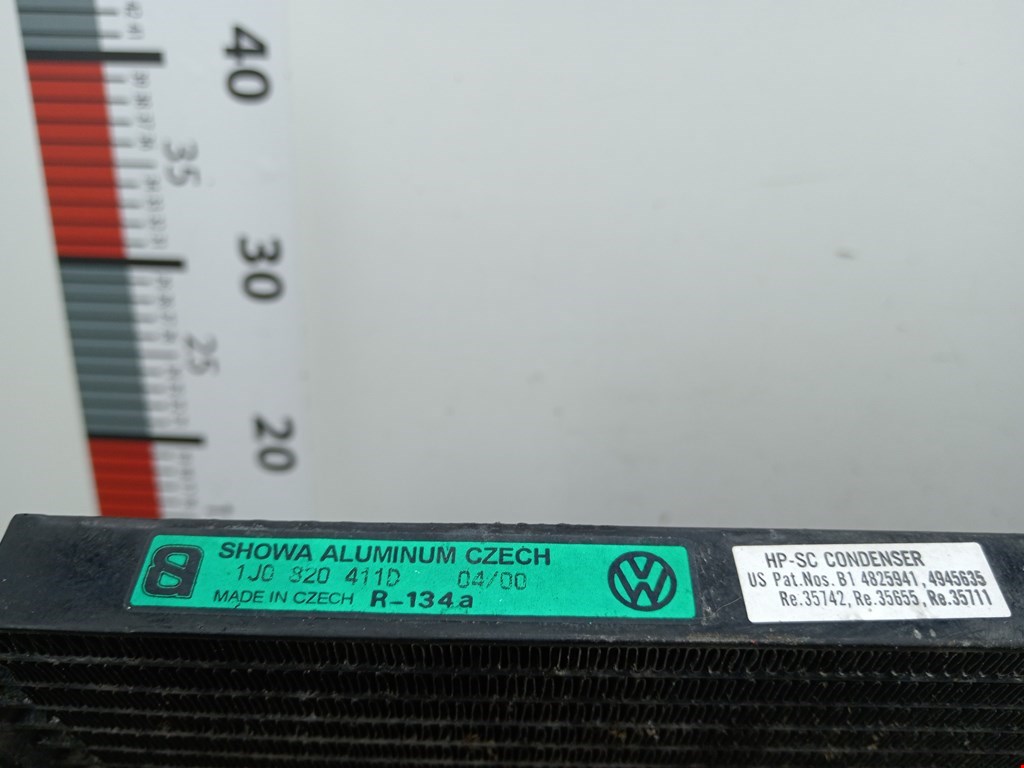 40
35
30
25
20
SHOWA ALUMINUM CZECH
1J0 820 411D 04/00
MADE IN CZECH R-134a
HP-SC CONDENSER
US Pat.Nos. B1 4825941, 4945635
Re.35742, Re.35655, Re.35711